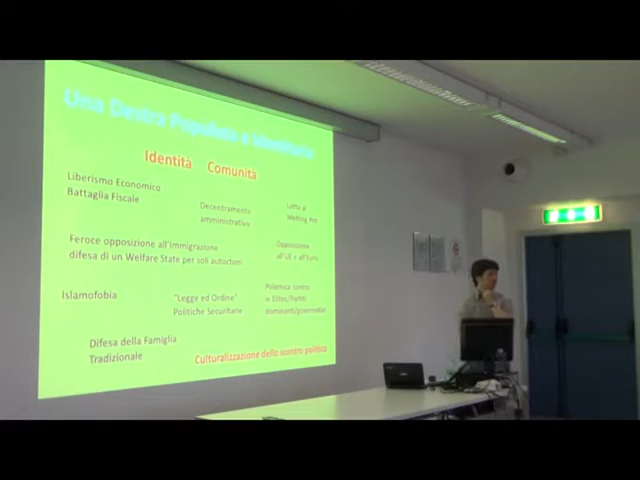 Una Destra Populista e Identitaria
Identità Comunità
Liberismo Economico
Battaglia Fiscale
Decentramento
amministrativo
Lotta al
Melting Pot
Feroce opposizione all'Immigrazione
difesa di un Welfare State per soli autoctoni
Opposizione
all'UE e all'Euro
Islamofobia
"Legge ed Ordine"
Politiche Securitarie
Polemica contro
le Elites/Partiti
dominanti/governativi
Difesa della Famiglia
Tradizionale
Culturalizzazione dello scontro politico